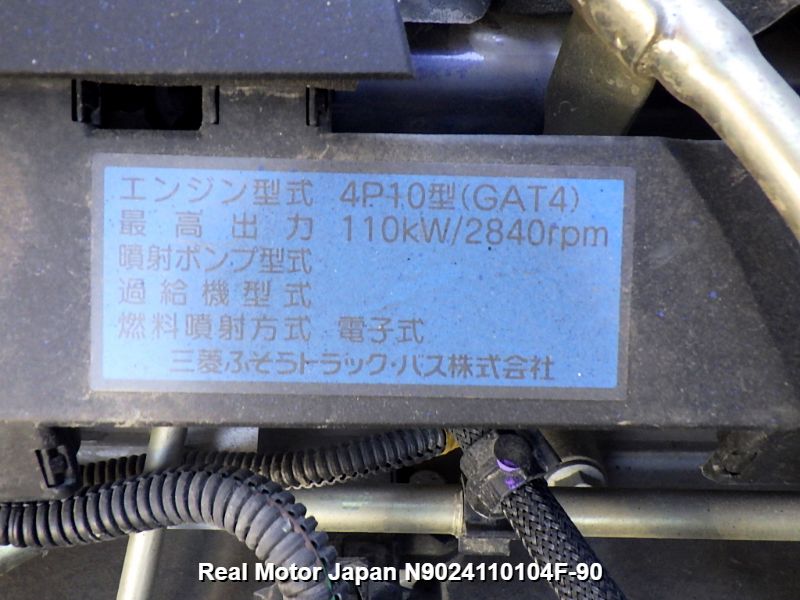 エンジン型式 4P10型(GAT4)
最高出力 110kW/2840rpm
噴射ポンプ型式
過給機型式
燃料噴射方式 電子式
三菱ふそうトラック・バス株式会社
Real Motor Japan N9024110104F-90